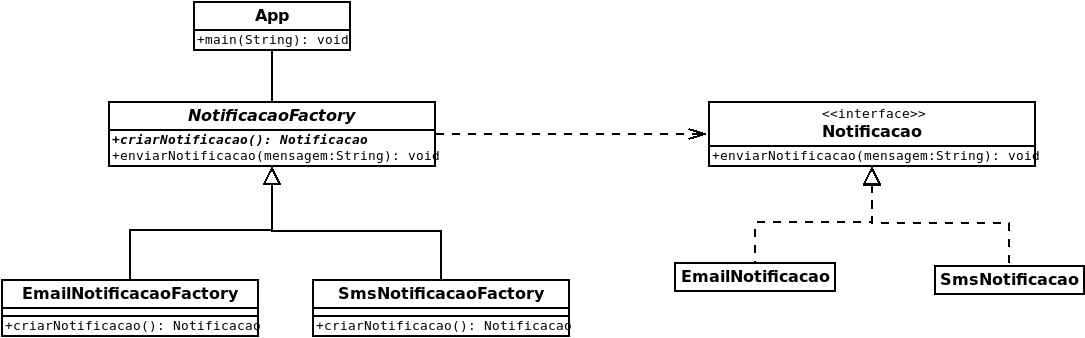 App
+main(String): void
NotificacaoFactory
+criarNotificacao(): Notificacao
+enviarNotificacao(mensagem:String): void
<<interface>>
Notificacao
+enviarNotificacao(mensagem:String): void
EmailNotificacaoFactory
+criarNotificacao(): Notificacao
SmsNotificacaoFactory
+criarNotificacao(): Notificacao
EmailNotificacao
SmsNotificacao